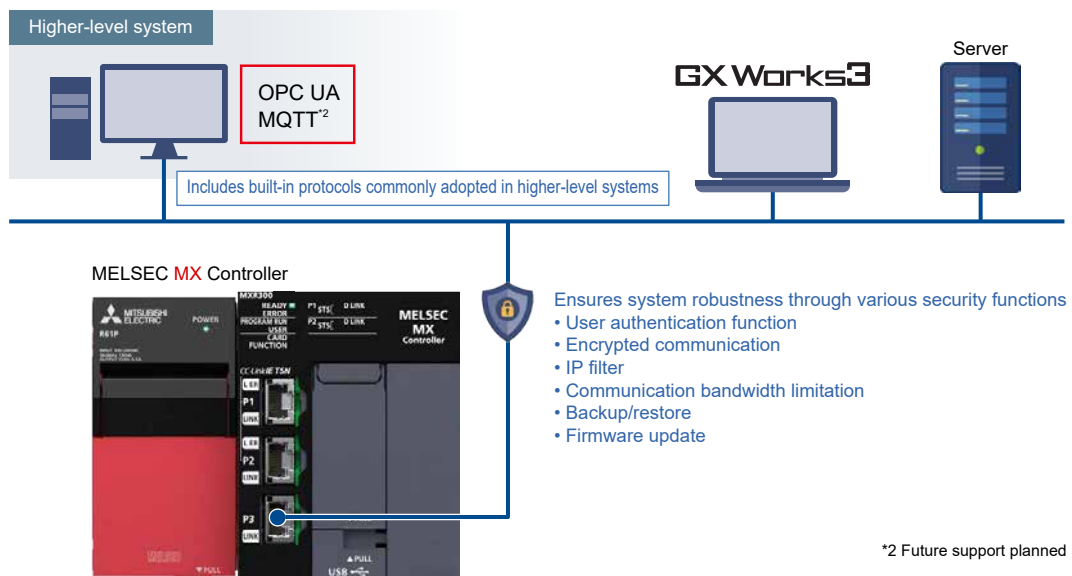 Higher-level system
OPC UA
MQTT*2
GX Works3
Server
Includes built-in protocols commonly adopted in higher-level systems
MELSEC MX Controller
MITSUBISHI
ELECTRIC
POWER
R61P
▼PULL
MXR300
READY
ERROR
PROGRAM RUN
USER
CARD
FUNCTION
P1 STS D LINK
P2 STS D LINK
MELSEC
MX
Controller
CC-Link IE TSN
L ER
P1
LINK
L ER
P2
LINK
P3
LINK
▲PULL
USB
Ensures system robustness through various security functions
• User authentication function
• Encrypted communication
• IP filter
• Communication bandwidth limitation
• Backup/restore
• Firmware update
*2 Future support planned